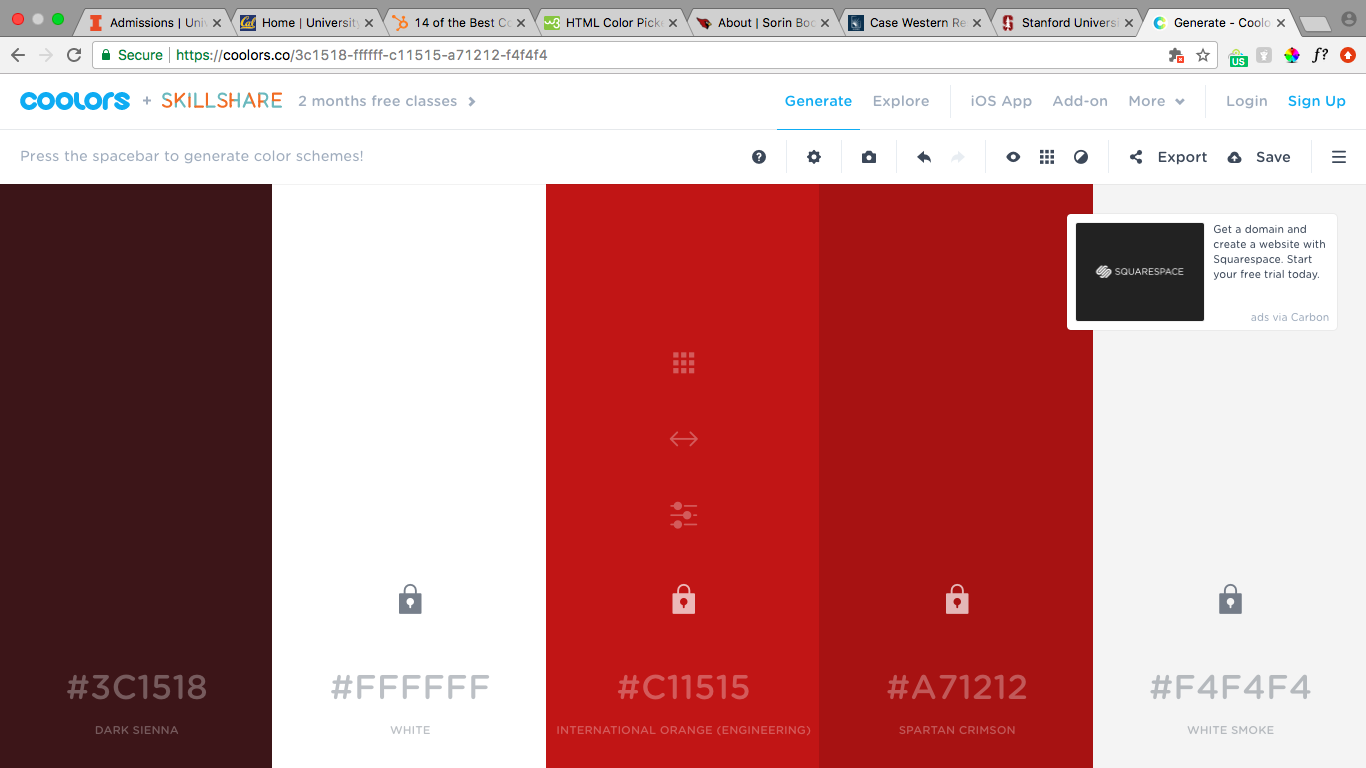 Admissions | Univ
Home | University
14 of the Best Co
HTML Color Picke
About | Sorin Boo
Case Western Re
Stanford Universi
Generate - Coolo
Secure https://coolors.co/3c1518-ffffff-c11515-a71212-f4f4f4
US
f?
coolors + SKILLSHARE 2 months free classes
Generate Explore iOS App Add-on More Login Sign Up
Press the spacebar to generate color schemes!
Export Save
Get a domain and
create a website with
Squarespace. Start
your free trial today.
SQUARESPACE
ads via Carbon
#3C1518 #FFFFFF #C11515 #A71212 #F4F4F4
DARK SIENNA WHITE INTERNATIONAL ORANGE (ENGINEERING) SPARTAN CRIMSON WHITE SMOKE